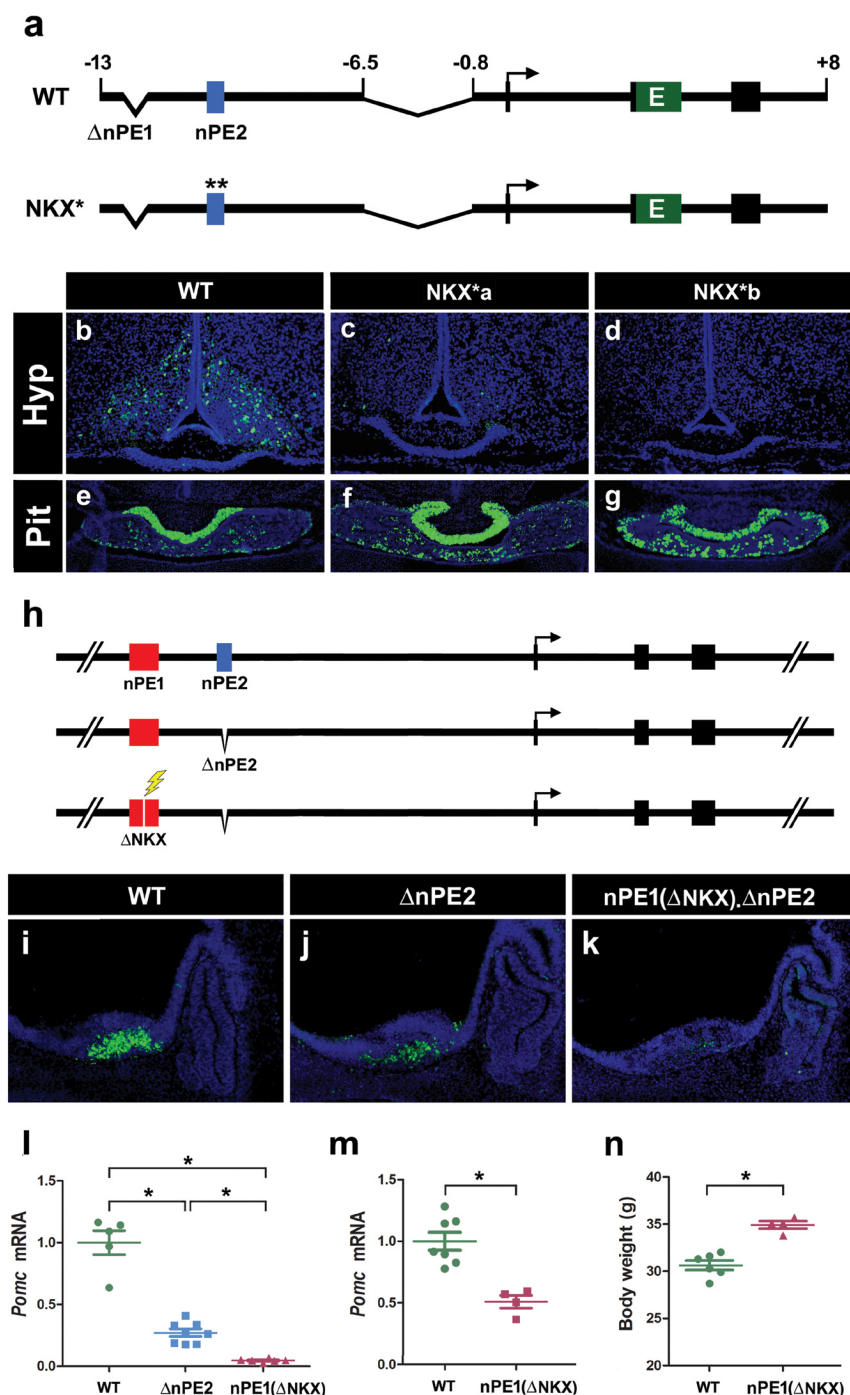 a
-13 -6.5 -0.8 +8
WT E
ΔnPE1 nPE2
**
NKX* E
WT NKX*a NKX*b
Hyp b c d
Pit e f g
h
nPE1 nPE2
ΔnPE2
ΔNKX
WT ΔnPE2 nPE1(ΔNKX).ΔnPE2
i j k
l m n
* * *
*
*
Pomc mRNA
1.5
1.0
0.5
0.0
WT ΔnPE2 nPE1(ΔNKX)
Pomc mRNA
1.5
1.0
0.5
0.0
WT nPE1(ΔNKX)
Body weight (g)
40
35
30
25
20
WT nPE1(ΔNKX)